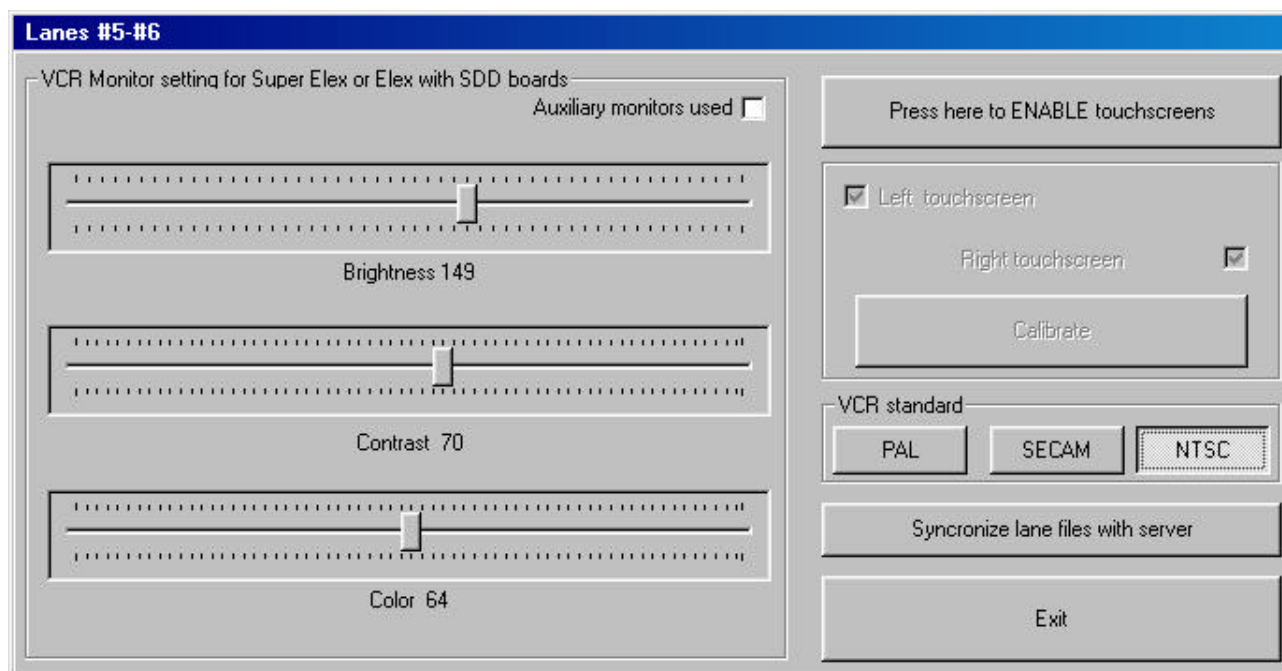 Lanes #5-#6
VCR Monitor setting for Super Elex or Elex with SDD boards
Auxiliary monitors used
Brightness 149
Contrast 70
Color 64
Press here to ENABLE touchscreens
Left touchscreen
Right touchscreen
Calibrate
VCR standard
PAL SECAM NTSC
Syncronize lane files with server
Exit